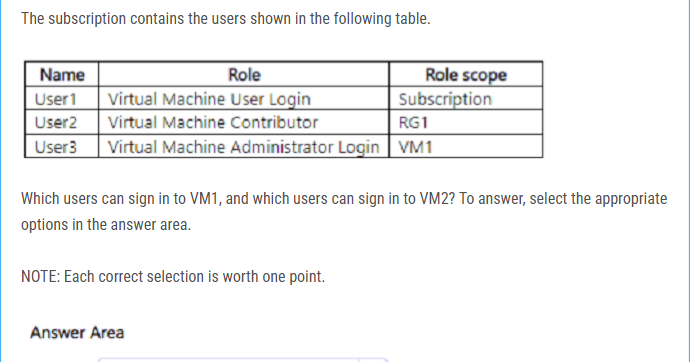 The subscription contains the users shown in the following table.
Name Role Role scope
User1 Virtual Machine User Login Subscription
User2 Virtual Machine Contributor RG1
User3 Virtual Machine Administrator Login VM1
Which users can sign in to VM1, and which users can sign in to VM2? To answer, select the appropriate
options in the answer area.
NOTE: Each correct selection is worth one point.
Answer Area